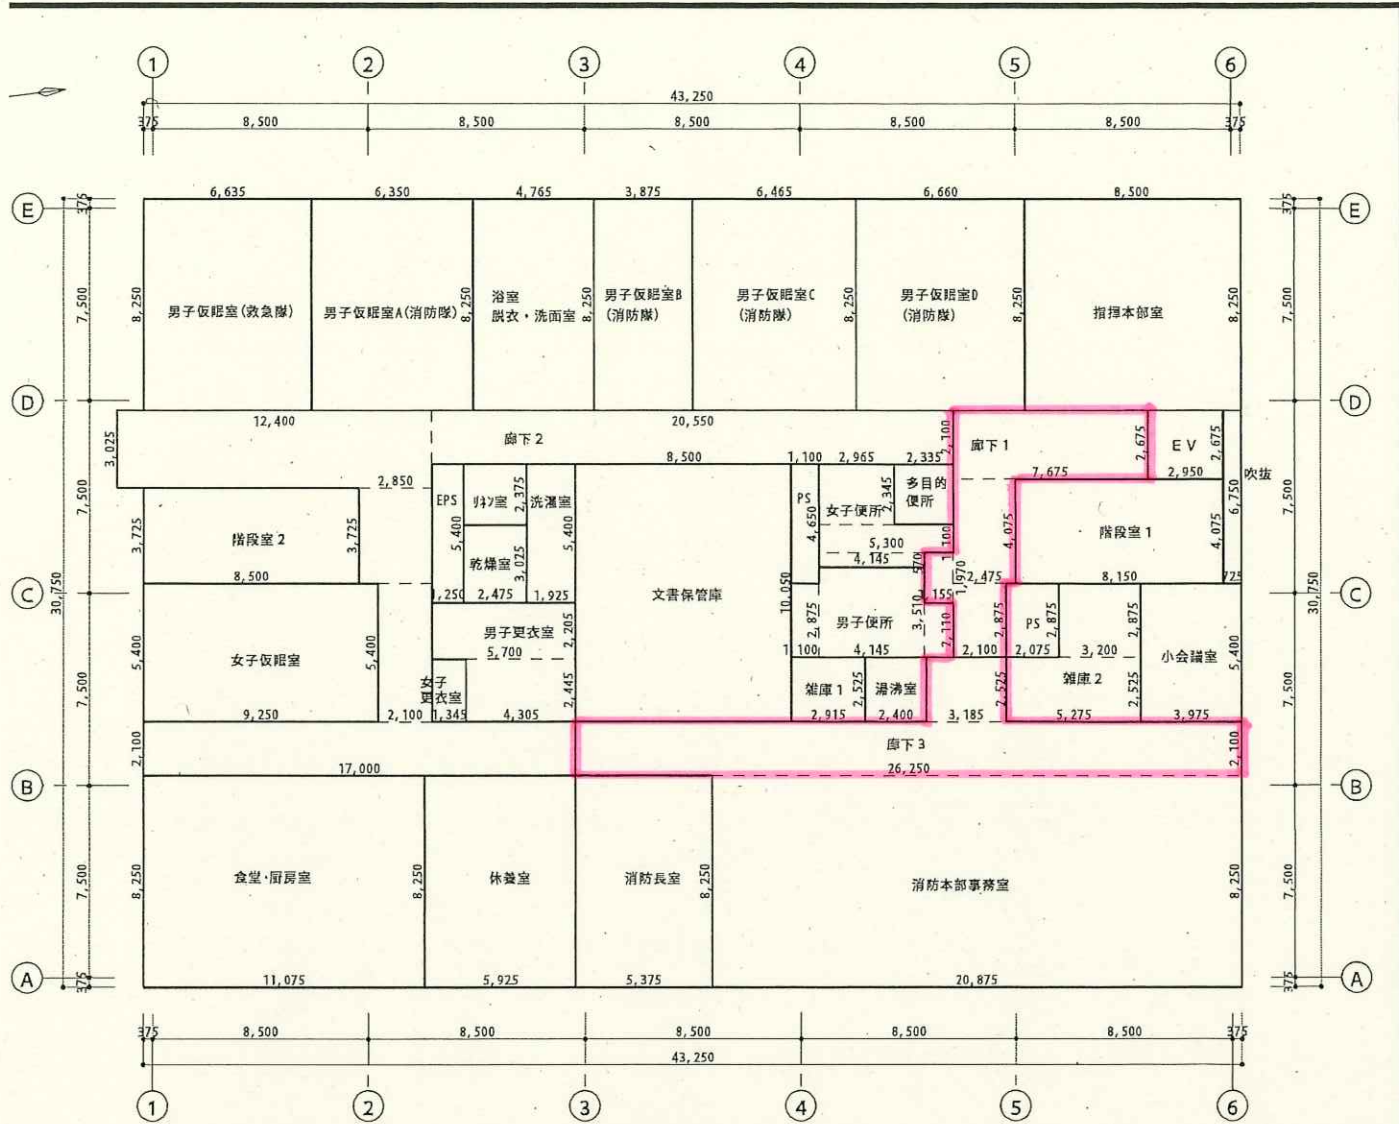 1 2 3 4 5 6
43,250
375 8,500 8,500 8,500 8,500 8,500 375
6,635 6,350 4,765 3,875 6,465 6,660 8,500
E 375 375 E
7,500 8,250 8,250 8,250 8,250 8,250 7,500
男子仮眠室(救急隊)
男子仮眠室A(消防隊)
浴室
脱衣・洗面室
男子仮眠室B
(消防隊)
男子仮眠室C
(消防隊)
男子仮眠室D
(消防隊)
指揮本部室
D D
12,400 20,550
3,025 廊下2 2,100 廊下1 2,675 EV 2,675
8,500 1,100 2,965 2,335 7,675 2,950 吹抜
2,850
7,500 6,750 7,500
EPS ﾘﾈﾝ室 2,375 洗濯室 PS 女子便所 2,345 多目的
便所
3,725 階段室2 3,725 5,400 5,400 4,650 5,300 1,100 4,075 階段室1 4,075
乾燥室 3,025 4,145 970 1,970
8,500 2,475 8,150 725
C C
30,750 1,250 2,475 1,925 文書保管庫 10,050 155 30,750
男子更衣室 2,205 2,875 男子便所 3,510 2,110 2,875 PS 2,875 2,875
5,400 女子仮眠室 5,400 5,700 1,100 4,145 2,100 2,075 3,200 小会議室 5,400
7,500 女子
更衣室 2,445 雑庫1 2,525 湯沸室 2,525 雑庫2 2,525 7,500
9,250 2,100 1,345 4,305 2,915 2,400 3,185 5,275 3,975
2,100 廊下3 2,100
17,000 26,250
B B
7,500 8,250 食堂・厨房室 8,250 休養室 消防長室 8,250 消防本部事務室 8,250 7,500
A 375 375 A
11,075 5,925 5,375 20,875
375 8,500 8,500 8,500 8,500 8,500 375
43,250
1 2 3 4 5 6